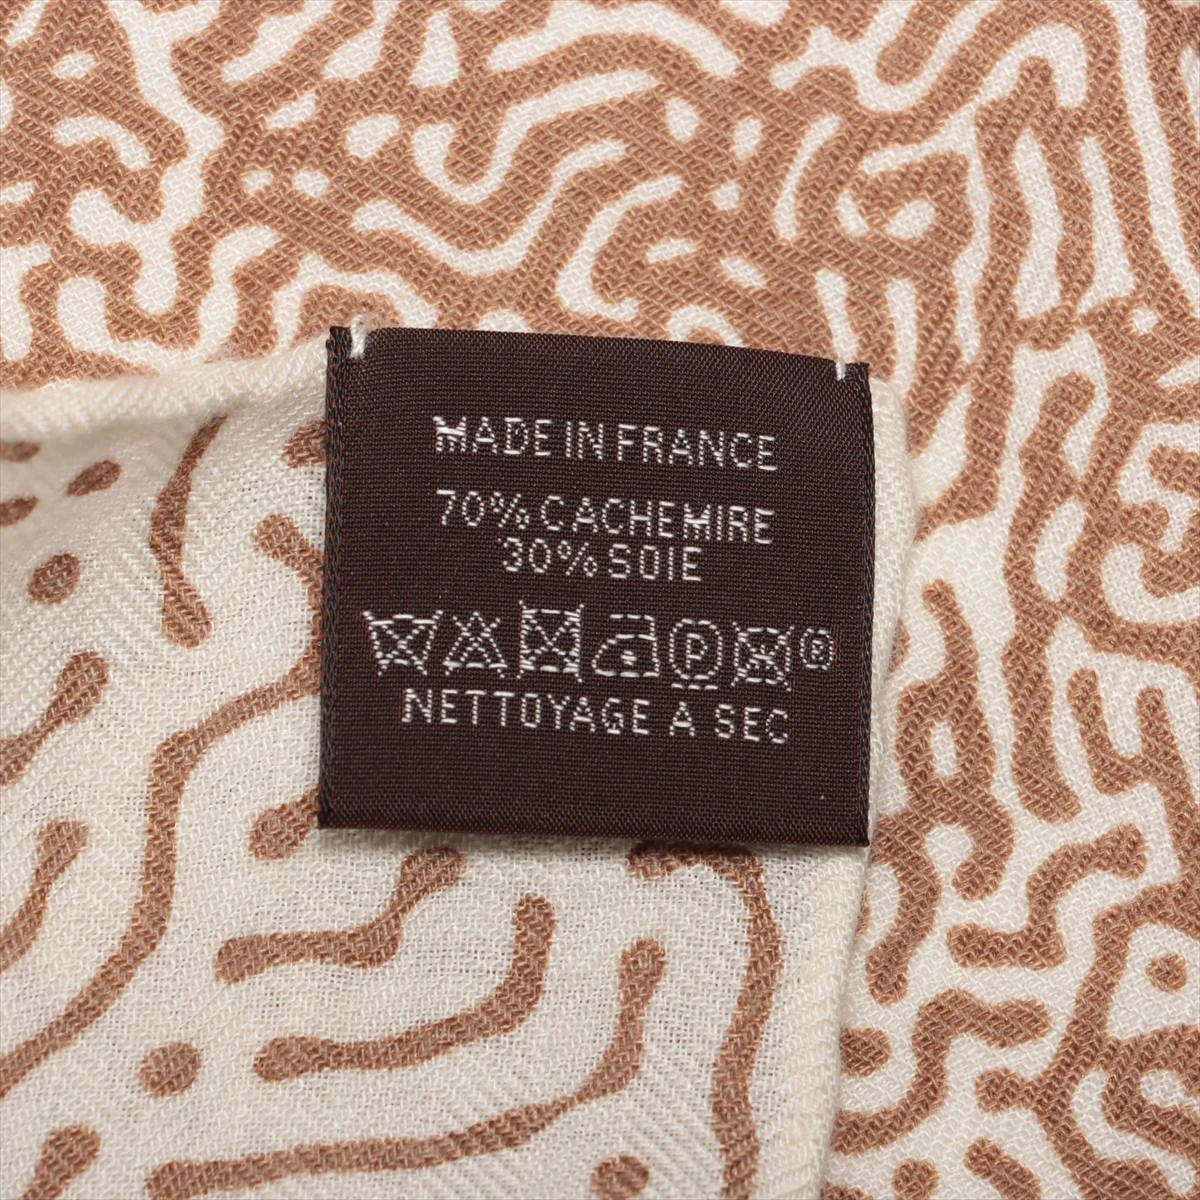 MADE IN FRANCE
70% CACHEMIRE
30% SOIE
P ®
NETTOYAGE A SEC